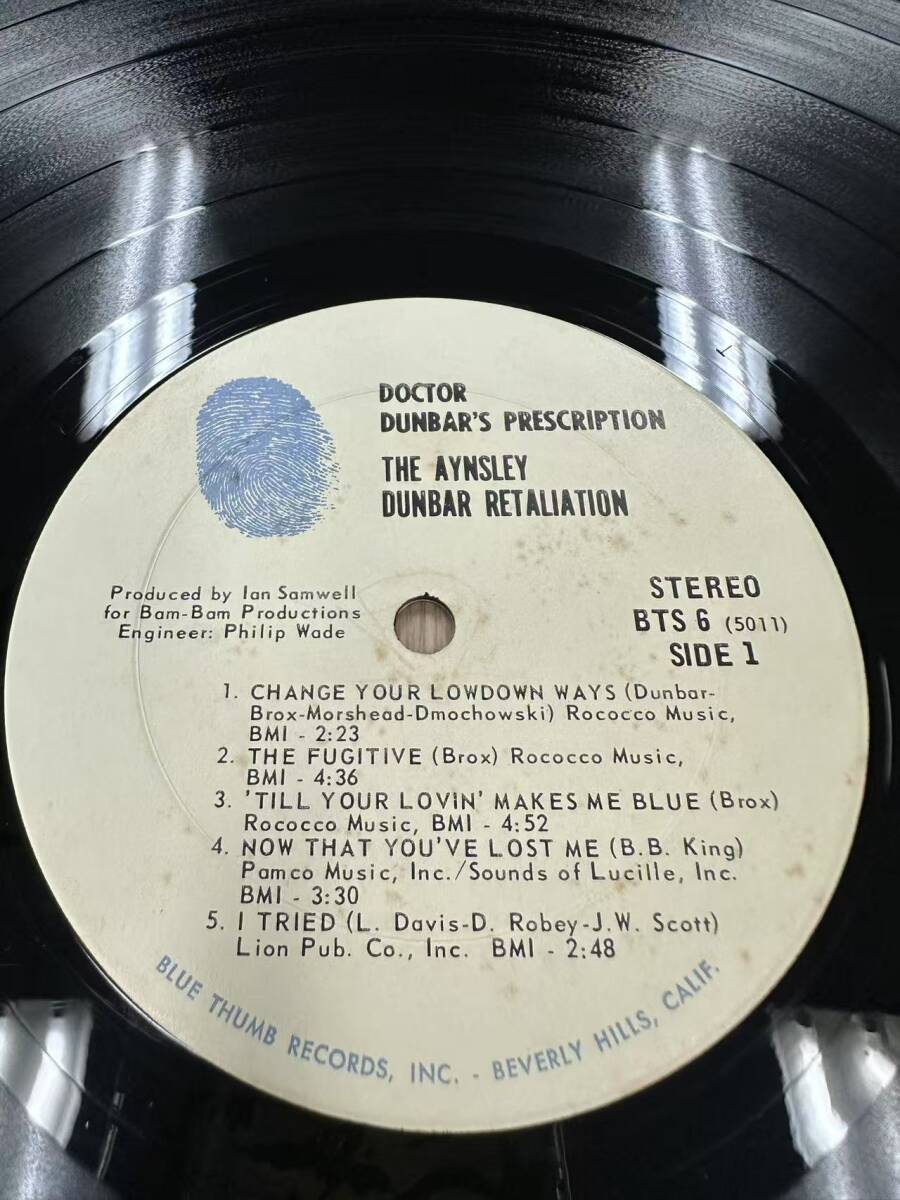 DOCTOR
DUNBAR'S PRESCRIPTION
THE AYNSLEY
DUNBAR RETALIATION
Produced by Ian Samwell
for Bam-Bam Productions
Engineer: Philip Wade
STEREO
BTS 6 (5011)
SIDE 1
1. CHANGE YOUR LOWDOWN WAYS (Dunbar-
Brox-Morshead-Dmochowski) Rococco Music,
BMI - 2:23
2. THE FUGITIVE (Brox) Rococco Music,
BMI - 4:36
3. 'TILL YOUR LOVIN' MAKES ME BLUE (Brox)
Rococco Music, BMI - 4:52
4. NOW THAT YOU'VE LOST ME (B.B. King)
Pamco Music, Inc./Sounds of Lucille, Inc.
BMI - 3:30
5. I TRIED (L. Davis-D. Robey-J.W. Scott)
Lion Pub. Co., Inc. BMI - 2:48
BLUE THUMB RECORDS, INC. - BEVERLY HILLS, CALIF.